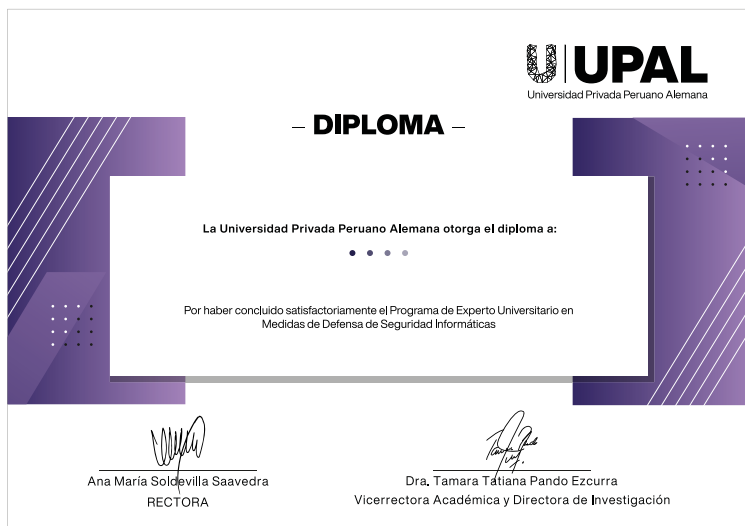 UPAL
Universidad Privada Peruano Alemana
– DIPLOMA –
La Universidad Privada Peruano Alemana otorga el diploma a:
Por haber concluido satisfactoriamente el Programa de Experto Universitario en
Medidas de Defensa de Seguridad Informáticas
Ana María Soldevilla Saavedra
RECTORA
Dra. Tamara Tatiana Pando Ezcurra
Vicerrectora Académica y Directora de Investigación